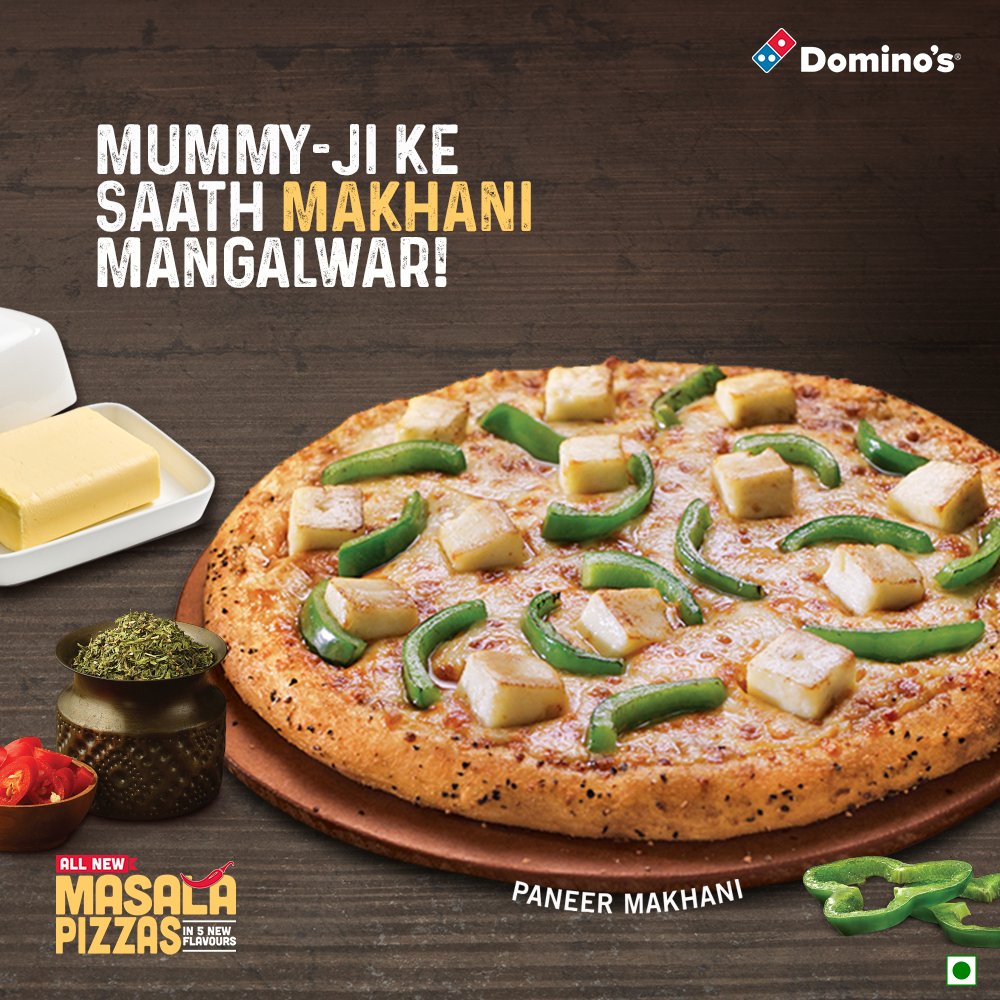 Domino's®
MUMMY-JI KE
SAATH MAKHANI
MANGALWAR!
PANEER MAKHANI
ALL NEW
MASALA
PIZZAS IN 5 NEW
FLAVOURS